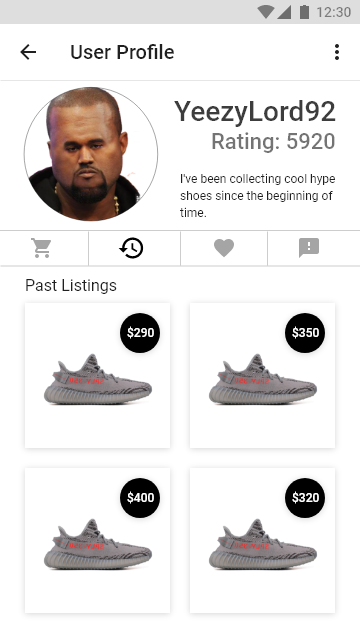 12:30
User Profile
YeezyLord92
Rating: 5920
I've been collecting cool hype
shoes since the beginning of
time.
Past Listings
$290
$350
$400
$320